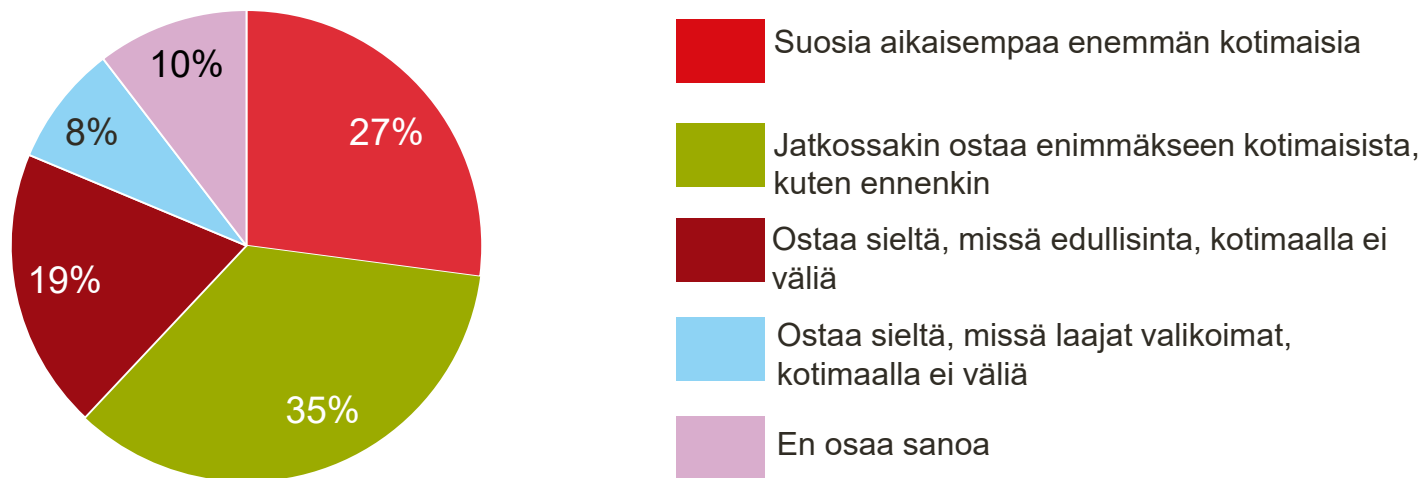 10%
27%
8%
19%
35%
Suosia aikaisempaa enemmän kotimaisia
Jatkossakin ostaa enimmäkseen kotimaisista,
kuten ennenkin
Ostaa sieltä, missä edullisinta, kotimaalla ei
väliä
Ostaa sieltä, missä laajat valikoimat,
kotimaalla ei väliä
En osaa sanoa